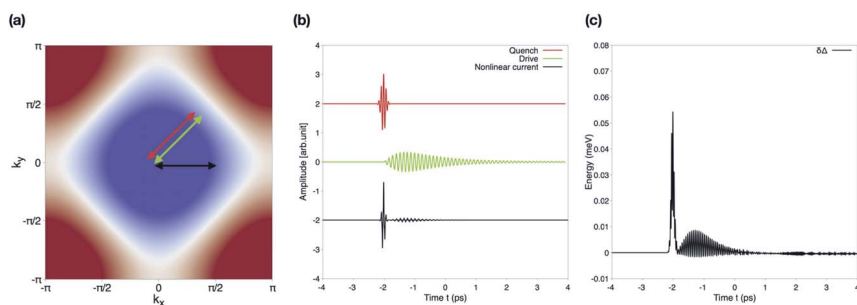 (a)
(b)
(c)
π
π/2
0
-π/2
-π
k_y
-π
-π/2
0
π/2
π
k_x
4
3
2
1
0
-1
-2
-3
-4
Amplitude [arb.unit]
Quench
Drive
Nonlinear current
-4
-3
-2
-1
0
1
2
3
4
Time t (ps)
0.08
0.07
0.06
0.05
0.04
0.03
0.02
0.01
0
-0.01
Energy (meV)
δΔ
-4
-3
-2
-1
0
1
2
3
4
Time t (ps)